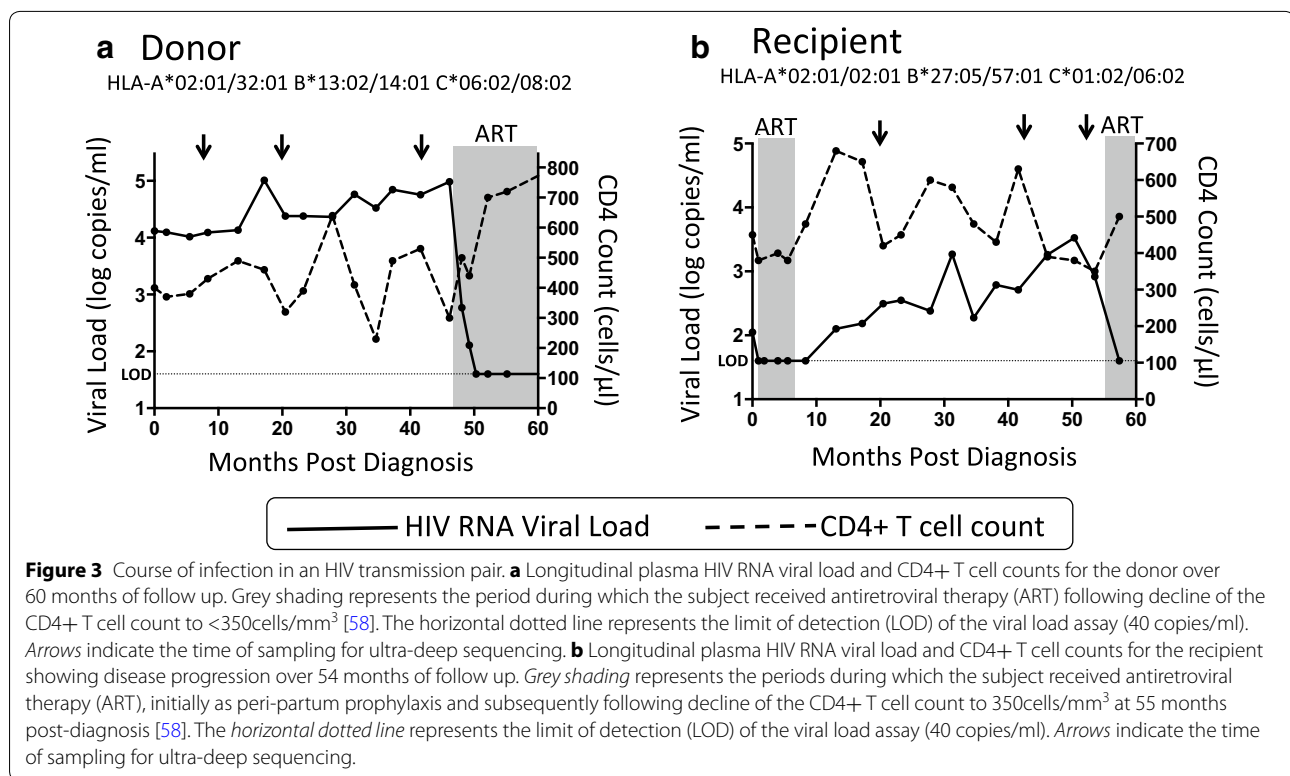 a Donor
HLA-A*02:01/32:01 B*13:02/14:01 C*06:02/08:02
ART
Viral Load (log copies/ml)
5
4
3
2
LOD
1
800
700
600
500
400
300
200
100
0
CD4 Count (cells/µl)
0 10 20 30 40 50 60
Months Post Diagnosis
b Recipient
HLA-A*02:01/02:01 B*27:05/57:01 C*01:02/06:02
ART ART
Viral Load (log copies/ml)
5
4
3
2
LOD
1
700
600
500
400
300
200
100
0
CD4 Count (cells/µl)
0 10 20 30 40 50 60
Months Post Diagnosis
HIV RNA Viral Load CD4+ T cell count
Figure 3 Course of infection in an HIV transmission pair. a Longitudinal plasma HIV RNA viral load and CD4+ T cell counts for the donor over
60 months of follow up. Grey shading represents the period during which the subject received antiretroviral therapy (ART) following decline of the
CD4+ T cell count to <350cells/mm³ [58]. The horizontal dotted line represents the limit of detection (LOD) of the viral load assay (40 copies/ml).
Arrows indicate the time of sampling for ultra-deep sequencing. b Longitudinal plasma HIV RNA viral load and CD4+ T cell counts for the recipient
showing disease progression over 54 months of follow up. Grey shading represents the periods during which the subject received antiretroviral
therapy (ART), initially as peri-partum prophylaxis and subsequently following decline of the CD4+ T cell count to 350cells/mm³ at 55 months
post-diagnosis [58]. The horizontal dotted line represents the limit of detection (LOD) of the viral load assay (40 copies/ml). Arrows indicate the time
of sampling for ultra-deep sequencing.